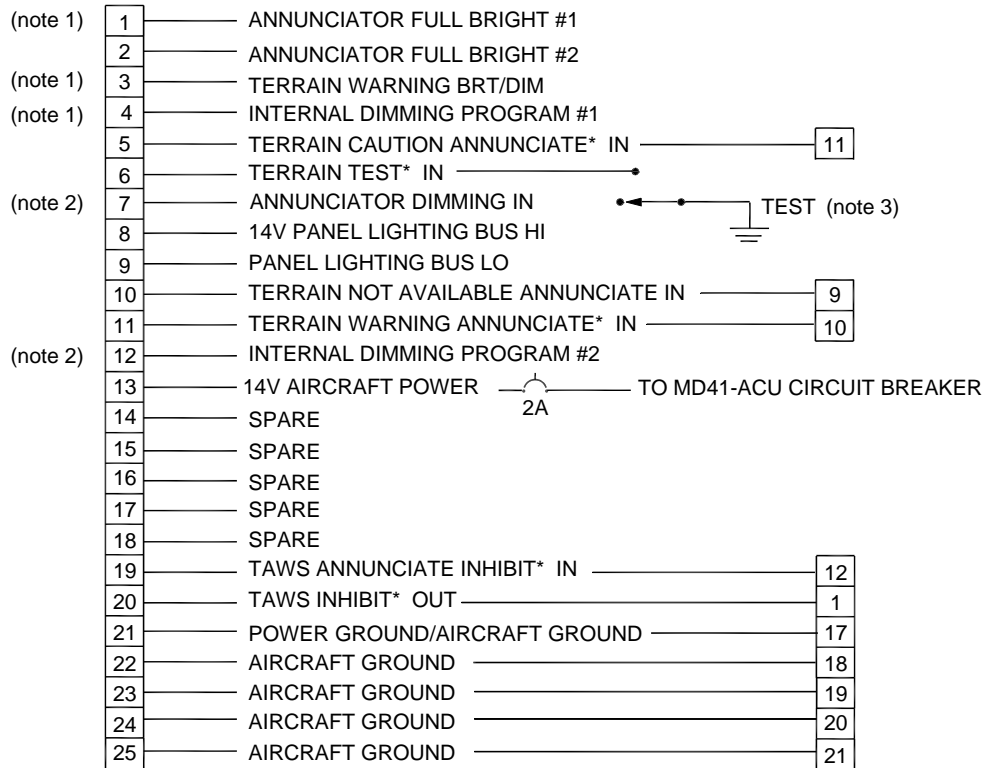 (note 1) 1 ANNUNCIATOR FULL BRIGHT #1
2 ANNUNCIATOR FULL BRIGHT #2
(note 1) 3 TERRAIN WARNING BRT/DIM
(note 1) 4 INTERNAL DIMMING PROGRAM #1
5 TERRAIN CAUTION ANNUNCIATE* IN 11
6 TERRAIN TEST* IN
(note 2) 7 ANNUNCIATOR DIMMING IN TEST (note 3)
8 14V PANEL LIGHTING BUS HI
9 PANEL LIGHTING BUS LO
10 TERRAIN NOT AVAILABLE ANNUNCIATE IN 9
11 TERRAIN WARNING ANNUNCIATE* IN 10
(note 2) 12 INTERNAL DIMMING PROGRAM #2
13 14V AIRCRAFT POWER 2A TO MD41-ACU CIRCUIT BREAKER
14 SPARE
15 SPARE
16 SPARE
17 SPARE
18 SPARE
19 TAWS ANNUNCIATE INHIBIT* IN 12
20 TAWS INHIBIT* OUT 1
21 POWER GROUND/AIRCRAFT GROUND 17
22 AIRCRAFT GROUND 18
23 AIRCRAFT GROUND 19
24 AIRCRAFT GROUND 20
25 AIRCRAFT GROUND 21